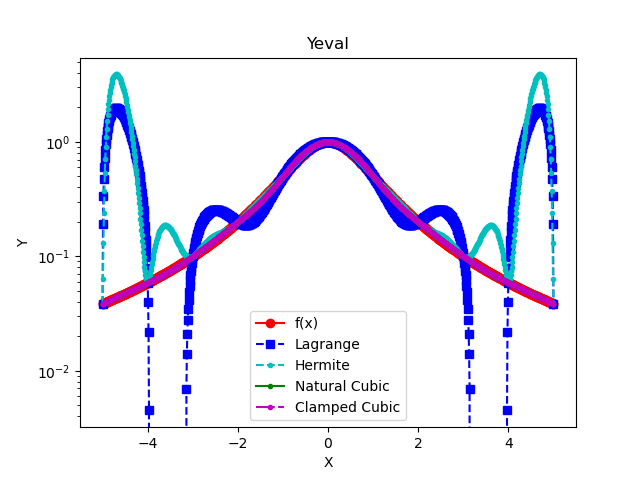 Yeval
Y
10⁰
10⁻¹
10⁻²
−4
−2
0
2
4
X
f(x)
Lagrange
Hermite
Natural Cubic
Clamped Cubic